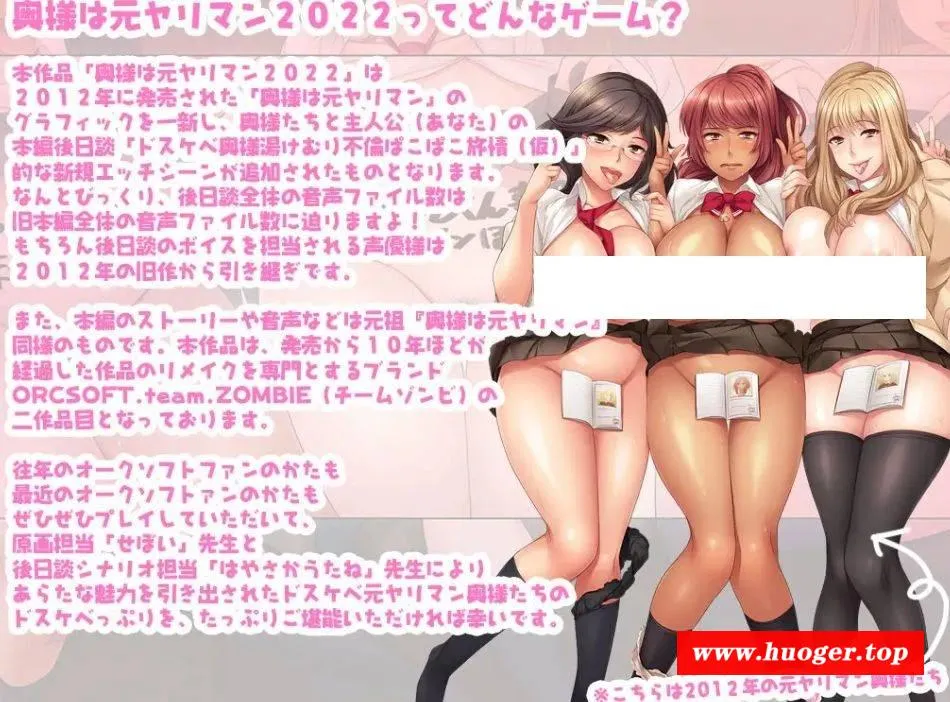 奥様は元ヤリマン2022ってどんなゲーム？
本作品「奥様は元ヤリマン2022」は
2012年に発売された「奥様は元ヤリマン」の
グラフィックを一新し、奥様たちと主人公（あなた）の
本編後日談「ドスケベ奥様湯けむり不倫ぱこぱこ旅情（仮）」
的な新規エッチシーンが追加されたものとなります。
なんとびっくり、後日談全体の音声ファイル数は
旧本編全体の音声ファイル数に迫りますよ！
もちろん後日談のボイスを担当される声優様は
2012年の旧作から引き継ぎです。
また、本編のストーリーや音声などは元祖『奥様は元ヤリマン』
同様のものです。本作品は、発売から10年ほどが
経過した作品のリメイクを専門とするブランド
ORCSOFT.team.ZOMBIE（チームゾンビ）の
二作品目となっております。
往年のオークソフトファンのかたも
最近のオークソフトファンのかたも
ぜひぜひプレイしていただいて、
原画担当「せぼい」先生と
後日談シナリオ担当「はやさかうたね」先生により
あらたな魅力を引き出されたドスケベ元ヤリマン奥様たちの
ドスケベっぷりを、たっぷりご堪能いただければ幸いです。
www.huoger.top
※こちらは2012年の元ヤリマン奥様たち